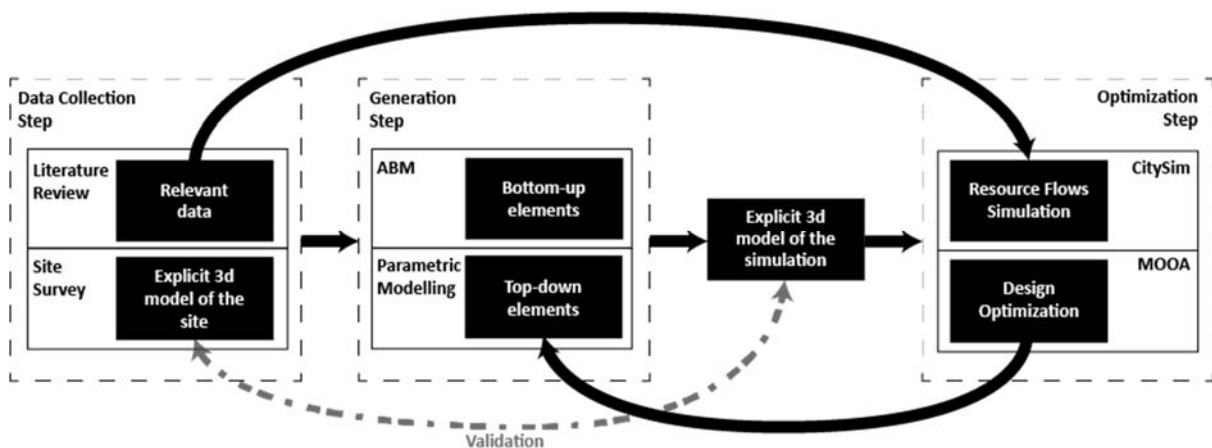 Data Collection
Step
Literature
Review
Relevant
data
Site
Survey
Explicit 3d
model of the
site
Generation
Step
ABM
Bottom-up
elements
Parametric
Modelling
Top-down
elements
Explicit 3d
model of the
simulation
Optimization
Step
Resource Flows
Simulation
CitySim
Design
Optimization
MOOA
Validation